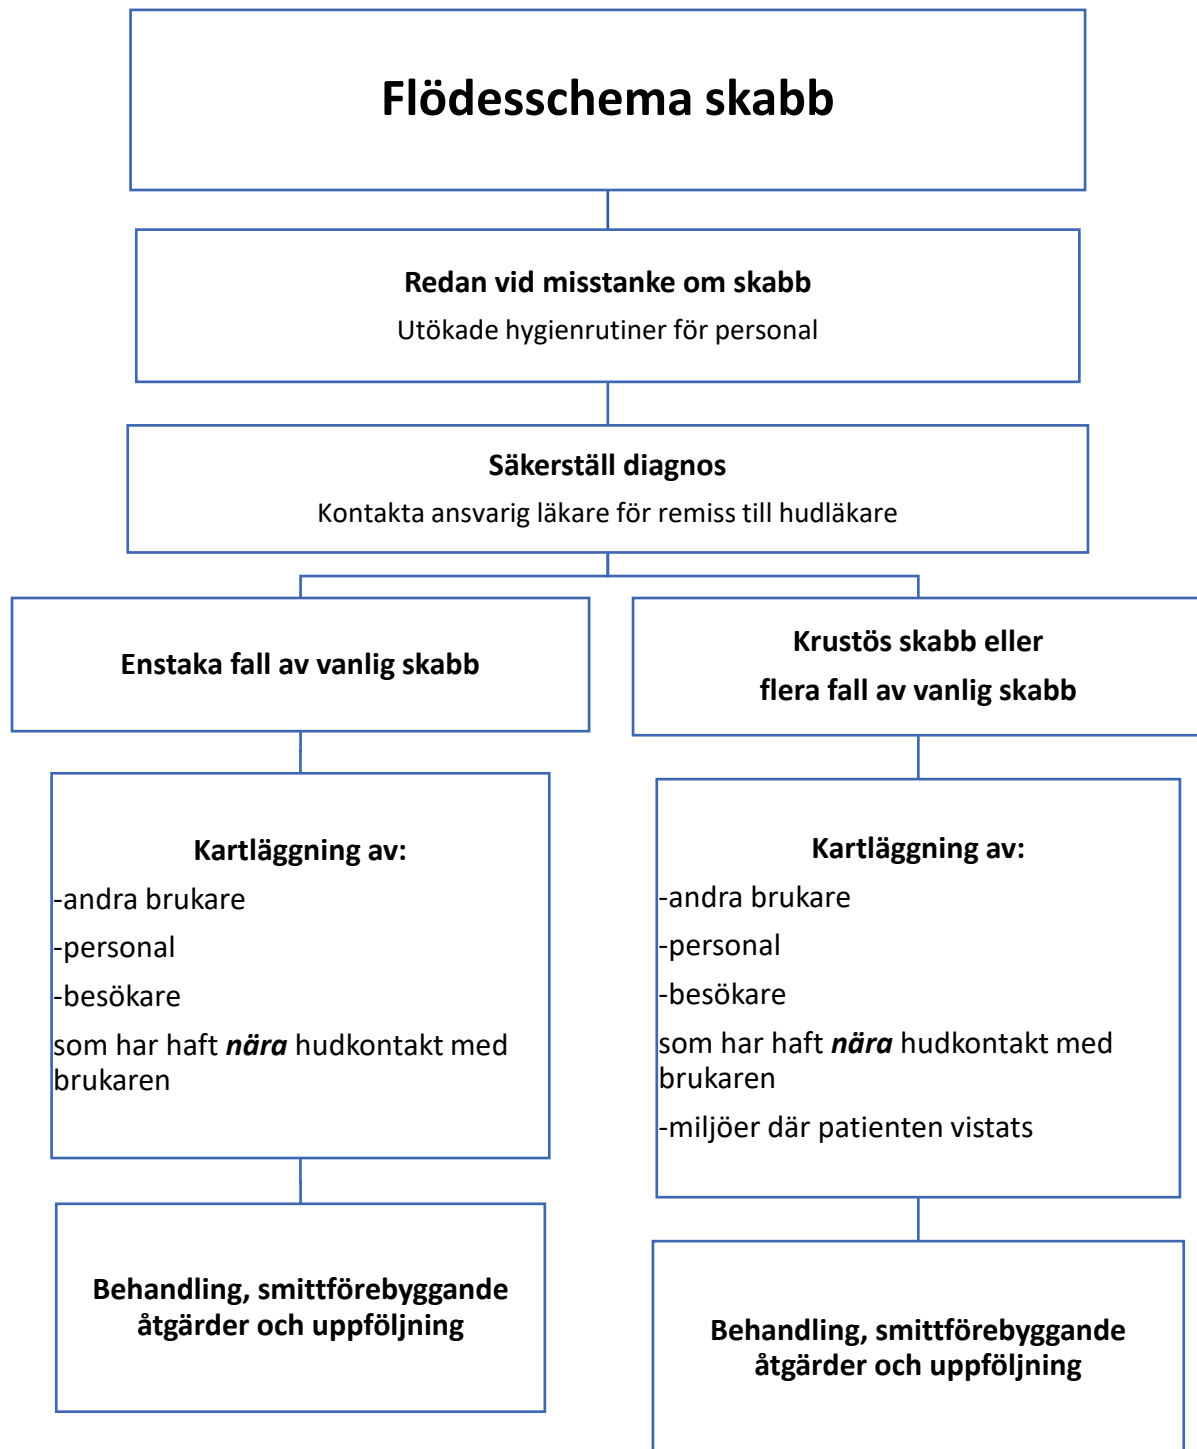 Flödesschema skabb
Redan vid misstanke om skabb
Utökade hygienrutiner för personal
Säkerställ diagnos
Kontakta ansvarig läkare för remiss till hudläkare
Enstaka fall av vanlig skabb
Kartläggning av:
-andra brukare
-personal
-besökare
som har haft nära hudkontakt med
brukaren
Behandling, smittförebyggande
åtgärder och uppföljning
Krustös skabb eller
flera fall av vanlig skabb
Kartläggning av:
-andra brukare
-personal
-besökare
som har haft nära hudkontakt med
brukaren
-miljöer där patienten vistats
Behandling, smittförebyggande
åtgärder och uppföljning